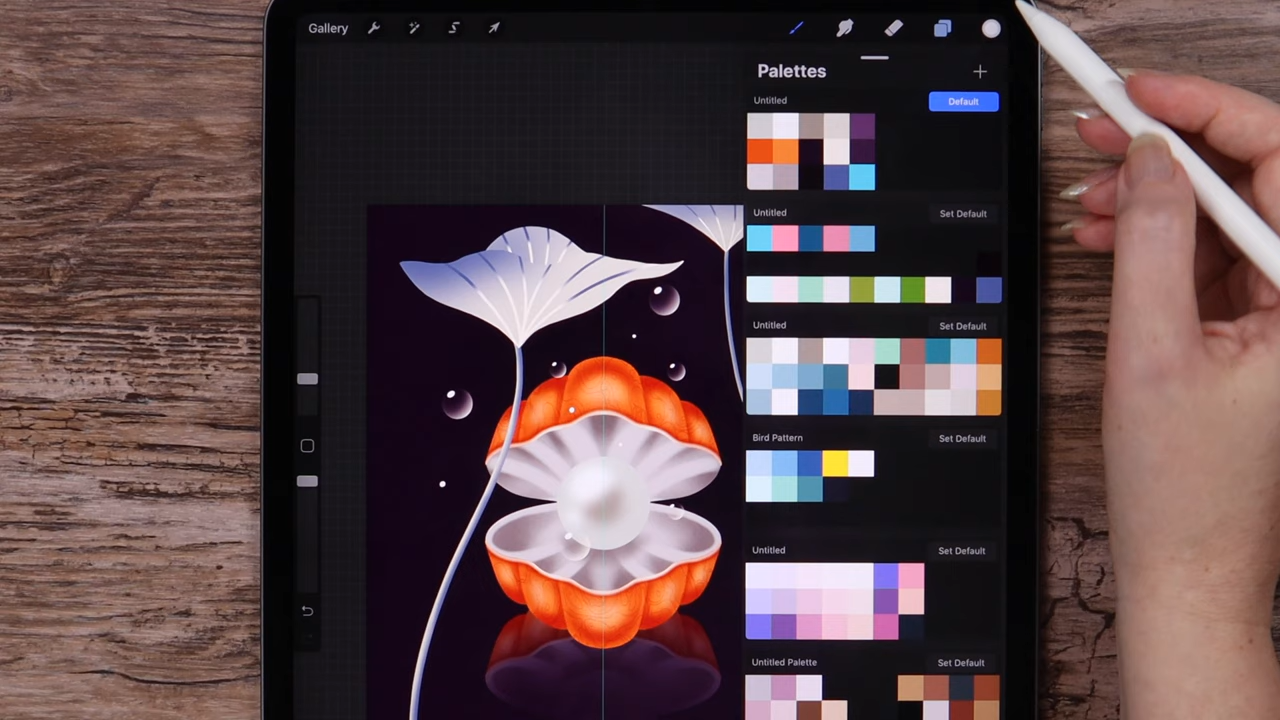 Gallery
Palettes
Untitled
Default
Untitled
Set Default
Untitled
Set Default
Bird Pattern
Set Default
Untitled
Set Default
Untitled Palette
Set Default